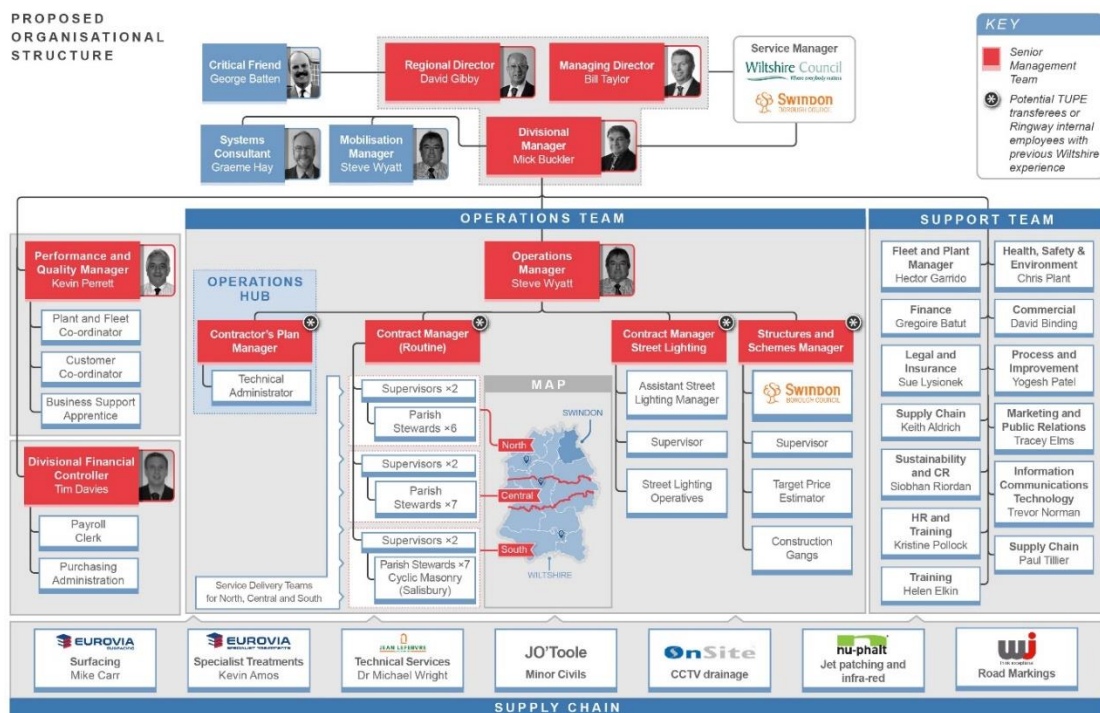 PROPOSED
ORGANISATIONAL
STRUCTURE
KEY
Senior
Management
Team
Potential TUPE
transferees or
Ringway internal
employees with
previous Wiltshire
experience
Critical Friend
George Batten
Regional Director
David Gibby
Managing Director
Bill Taylor
Service Manager
Wiltshire Council
Where everybody matters
SWINDON
BOROUGH COUNCIL
Systems
Consultant
Graeme Hay
Mobilisation
Manager
Steve Wyatt
Divisional
Manager
Mick Buckler
OPERATIONS TEAM
SUPPORT TEAM
Performance and
Quality Manager
Kevin Perrett
Plant and Fleet
Co-ordinator
Customer
Co-ordinator
Business Support
Apprentice
Divisional Financial
Controller
Tim Davies
Payroll
Clerk
Purchasing
Administration
Operations
Manager
Steve Wyatt
OPERATIONS
HUB
Contractor's Plan
Manager
Technical
Administrator
Contract Manager
(Routine)
Supervisors ×2
Parish
Stewards ×6
Supervisors ×2
Parish
Stewards ×7
Supervisors ×2
Parish Stewards ×7
Cyclic Masonry
(Salisbury)
Service Delivery Teams
for North, Central and South
MAP
SWINDON
North
Central
South
WILTSHIRE
Contract Manager
Street Lighting
Assistant Street
Lighting Manager
Supervisor
Street Lighting
Operatives
Structures and
Schemes Manager
SWINDON
BOROUGH COUNCIL
Supervisor
Target Price
Estimator
Construction
Gangs
Fleet and Plant
Manager
Hector Garrido
Health, Safety &
Environment
Chris Plant
Finance
Gregoire Batut
Commercial
David Binding
Legal and
Insurance
Sue Lysionek
Process and
Improvement
Yogesh Patel
Supply Chain
Keith Aldrich
Marketing and
Public Relations
Tracey Elms
Sustainability
and CR
Siobhan Riordan
Information
Communications
Technology
Trevor Norman
HR and
Training
Kristine Pollock
Supply Chain
Paul Tillier
Training
Helen Elkin
EUROVIA
SURFACING
Surfacing
Mike Carr
EUROVIA
SPECIALIST TREATMENTS
Specialist Treatments
Kevin Amos
JEAN LEFEBVRE
Technical Services
Dr Michael Wright
JO'Toole
Minor Civils
OnSite
CCTV drainage
nu-phalt
Jet patching and
infra-red
wj
Road Markings
SUPPLY CHAIN